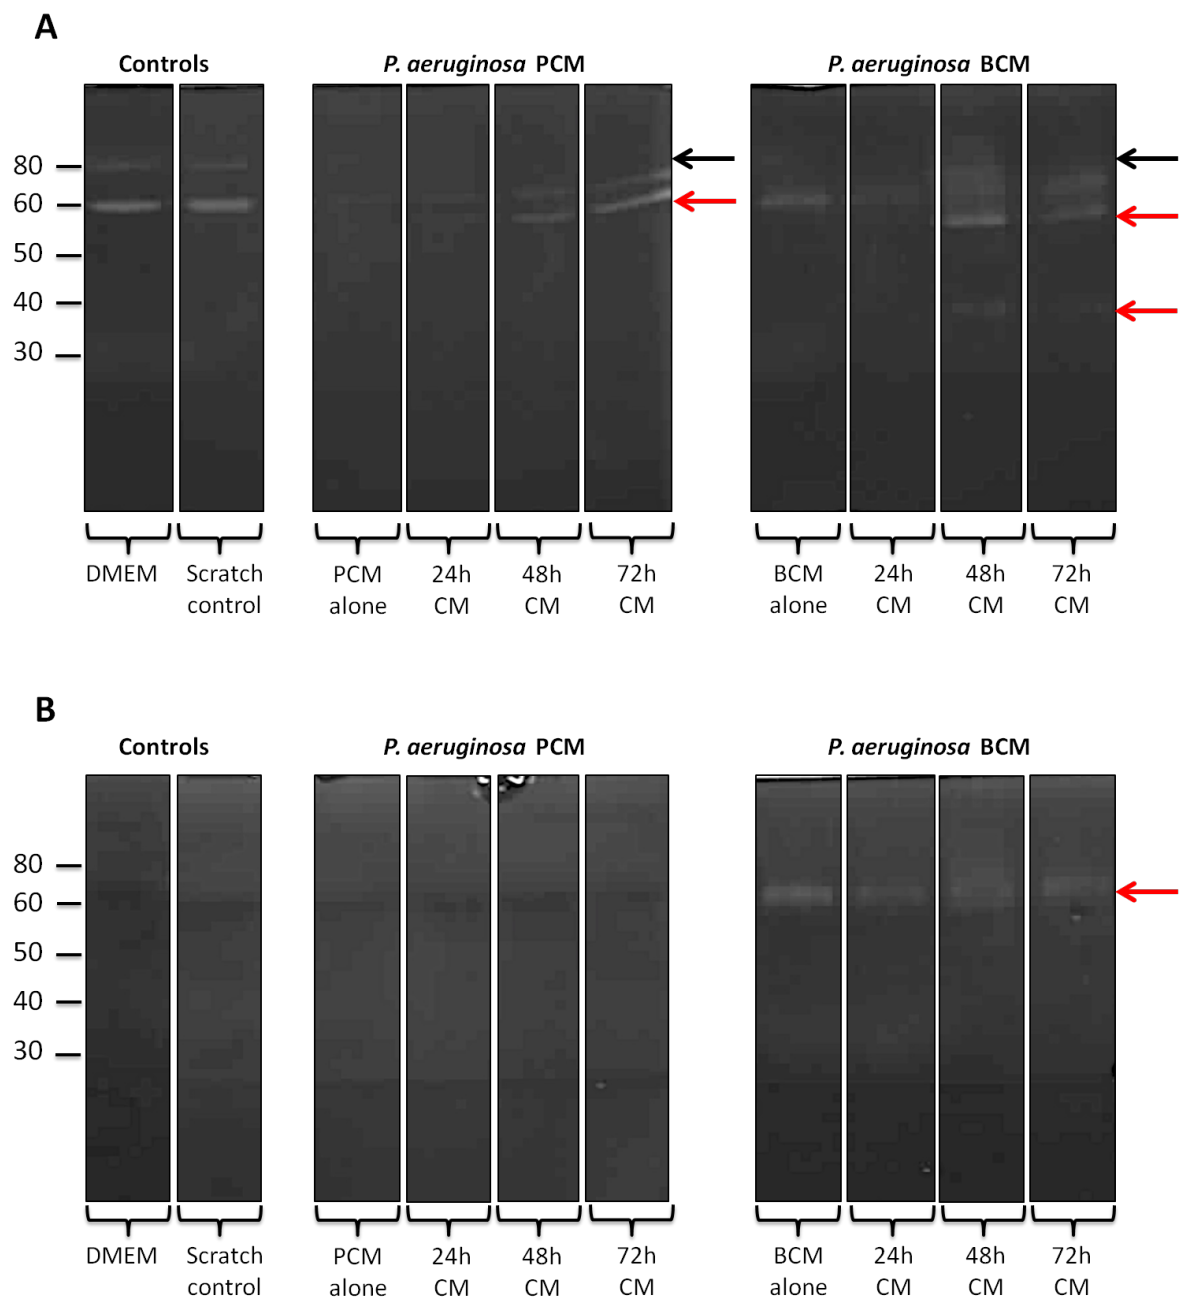 A
Controls
P. aeruginosa PCM
P. aeruginosa BCM
80
60
50
40
30
DMEM
Scratch
control
PCM
alone
24h
CM
48h
CM
72h
CM
BCM
alone
24h
CM
48h
CM
72h
CM
B
Controls
P. aeruginosa PCM
P. aeruginosa BCM
80
60
50
40
30
DMEM
Scratch
control
PCM
alone
24h
CM
48h
CM
72h
CM
BCM
alone
24h
CM
48h
CM
72h
CM